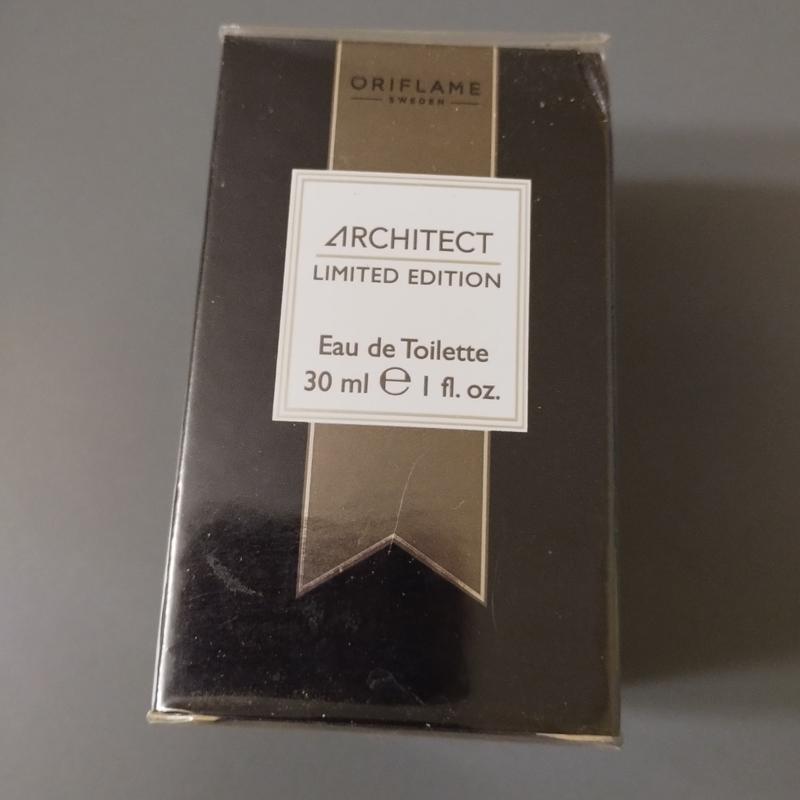 ORIFLAME
SWEDEN
ARCHITECT
LIMITED EDITION
Eau de Toilette
30 ml ℮ 1 fl. oz.